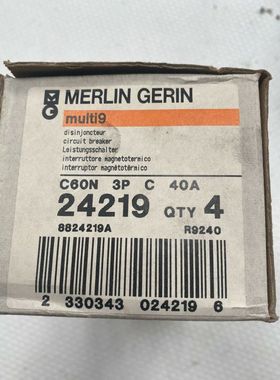 MERLIN GERIN
multi9
disjoncteur
circuit breaker
Leistungsschalter
interruttore magnetotermico
interruptor magnetotérmico
C60N 3P C 40A
24219 QTY 4
8824219A R9240
2 330343 024219 6